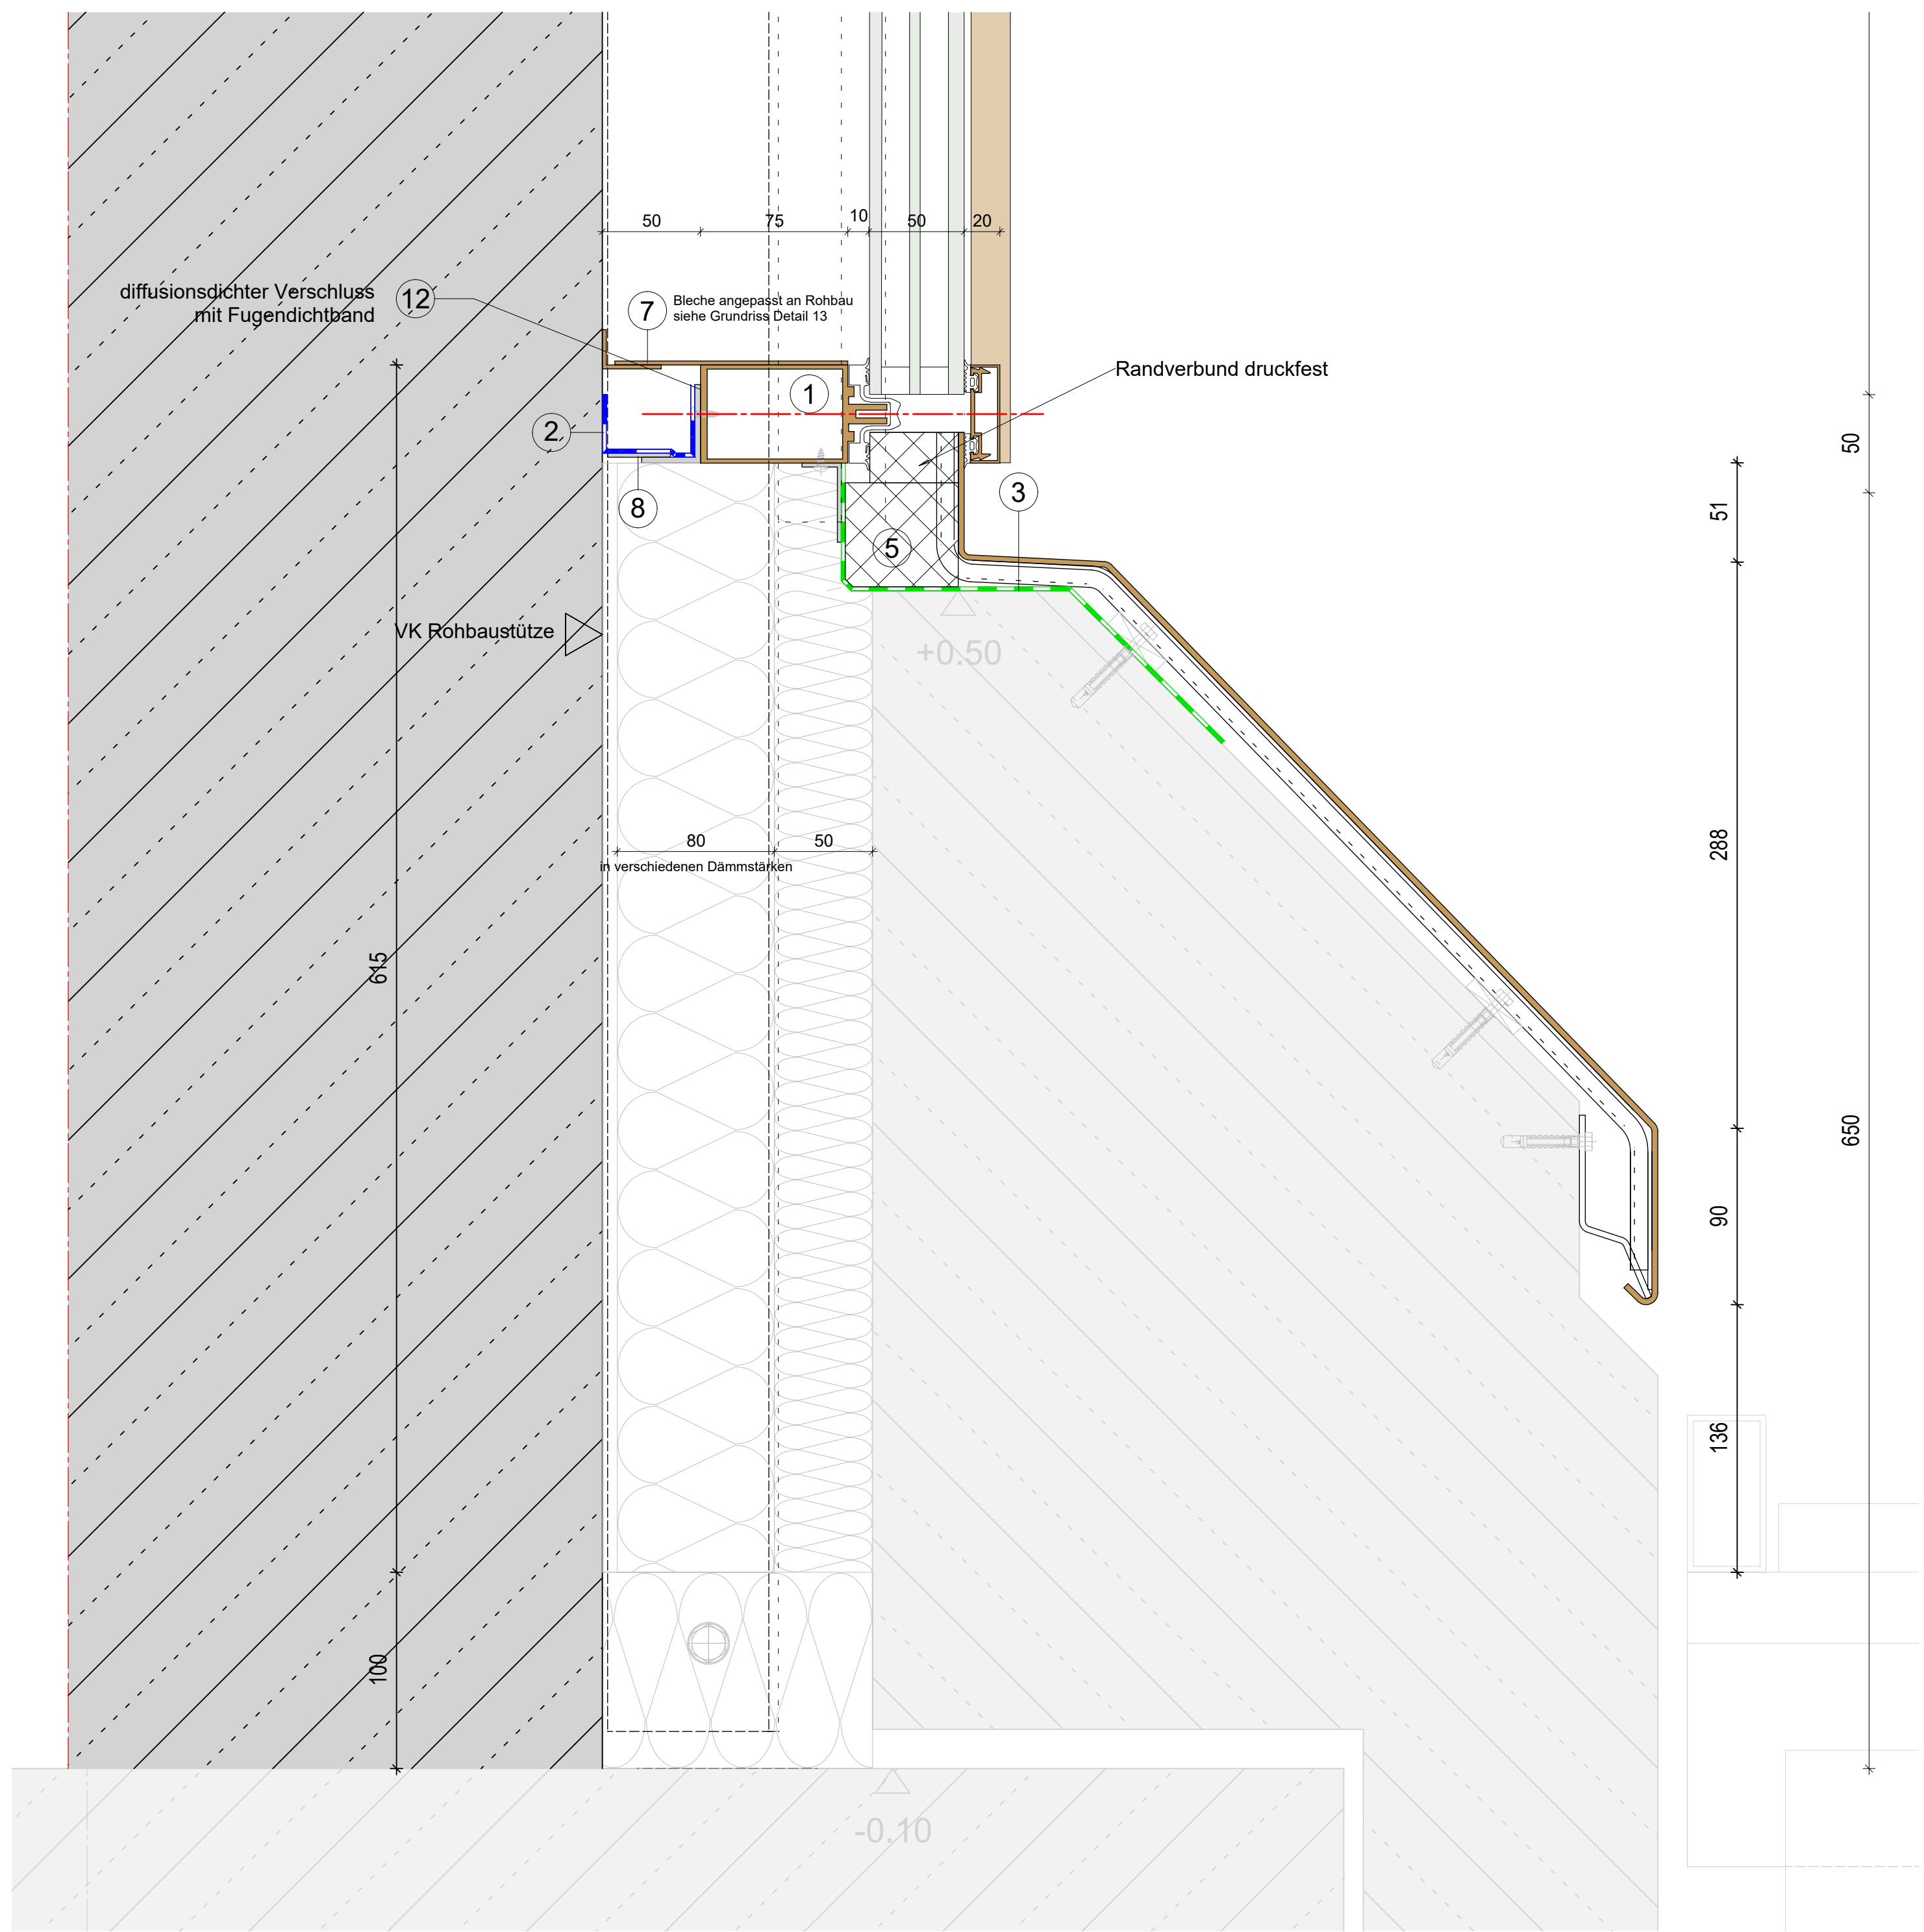 50 75 10 50 20
diffusionsdichter Verschluss
mit Fugendichtband
12
7
Bleche angepasst an Rohbau
siehe Grundriss Detail 13
Randverbund druckfest
1
2
50
8
3
51
5
VK Rohbaustütze
+0.50
80 50
in verschiedenen Dämmstärken
288
615
650
90
136
100
-0.10